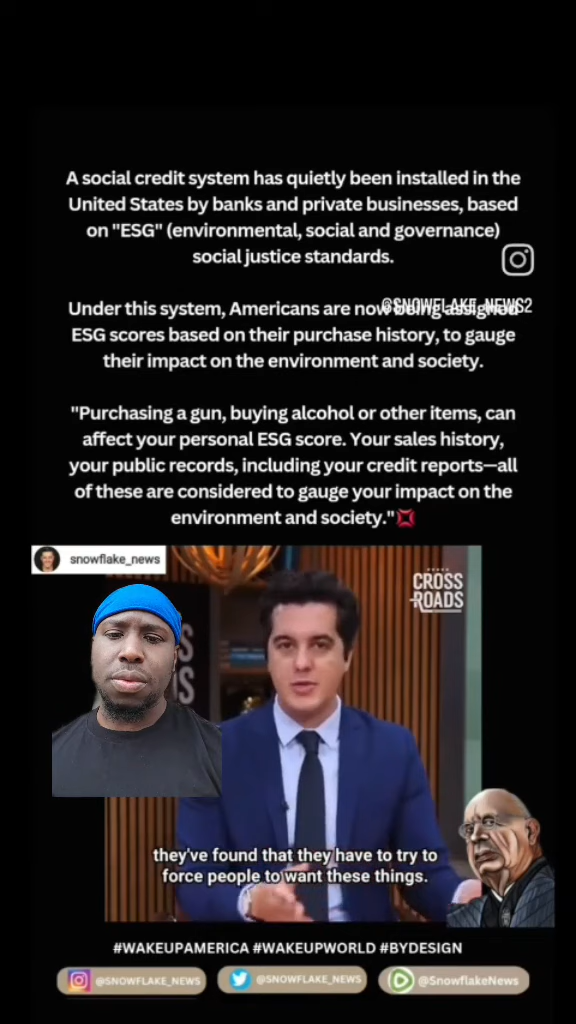 A social credit system has quietly been installed in the
United States by banks and private businesses, based
on "ESG" (environmental, social and governance)
social justice standards.
@SNOWFLAKE_NEWS2
Under this system, Americans are now being assigned
ESG scores based on their purchase history, to gauge
their impact on the environment and society.
"Purchasing a gun, buying alcohol or other items, can
affect your personal ESG score. Your sales history,
your public records, including your credit reports—all
of these are considered to gauge your impact on the
environment and society."💢
snowflake_news
CROSS
ROADS
they've found that they have to try to
force people to want these things.
#WAKEUPAMERICA #WAKEUPWORLD #BYDESIGN
@SNOWFLAKE_NEWS
@SNOWFLAKE_NEWS
@SnowflakeNews